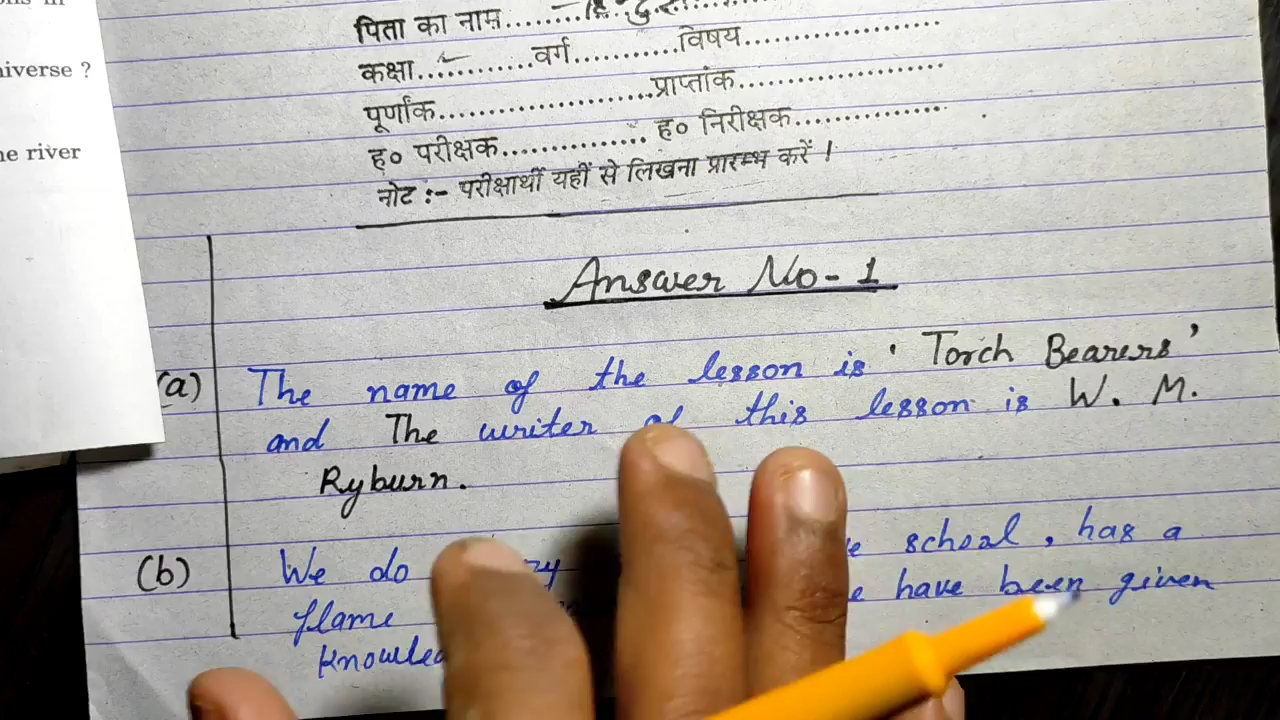 niverse ?
he river
पिता का नाम
कक्षा............वर्ग..........विषय...................
पूर्णांक.....................प्राप्तांक..................
ह० परीक्षक.............. ह० निरीक्षक................
नोट :- परीक्षार्थी यहीं से लिखना प्रारम्भ करें ।
Answer No - 1
(a) The name of the lesson is ' Torch Bearers '
and The writer of this lesson is W. M.
Ryburn.
(b) We do school, has a
flame have been given